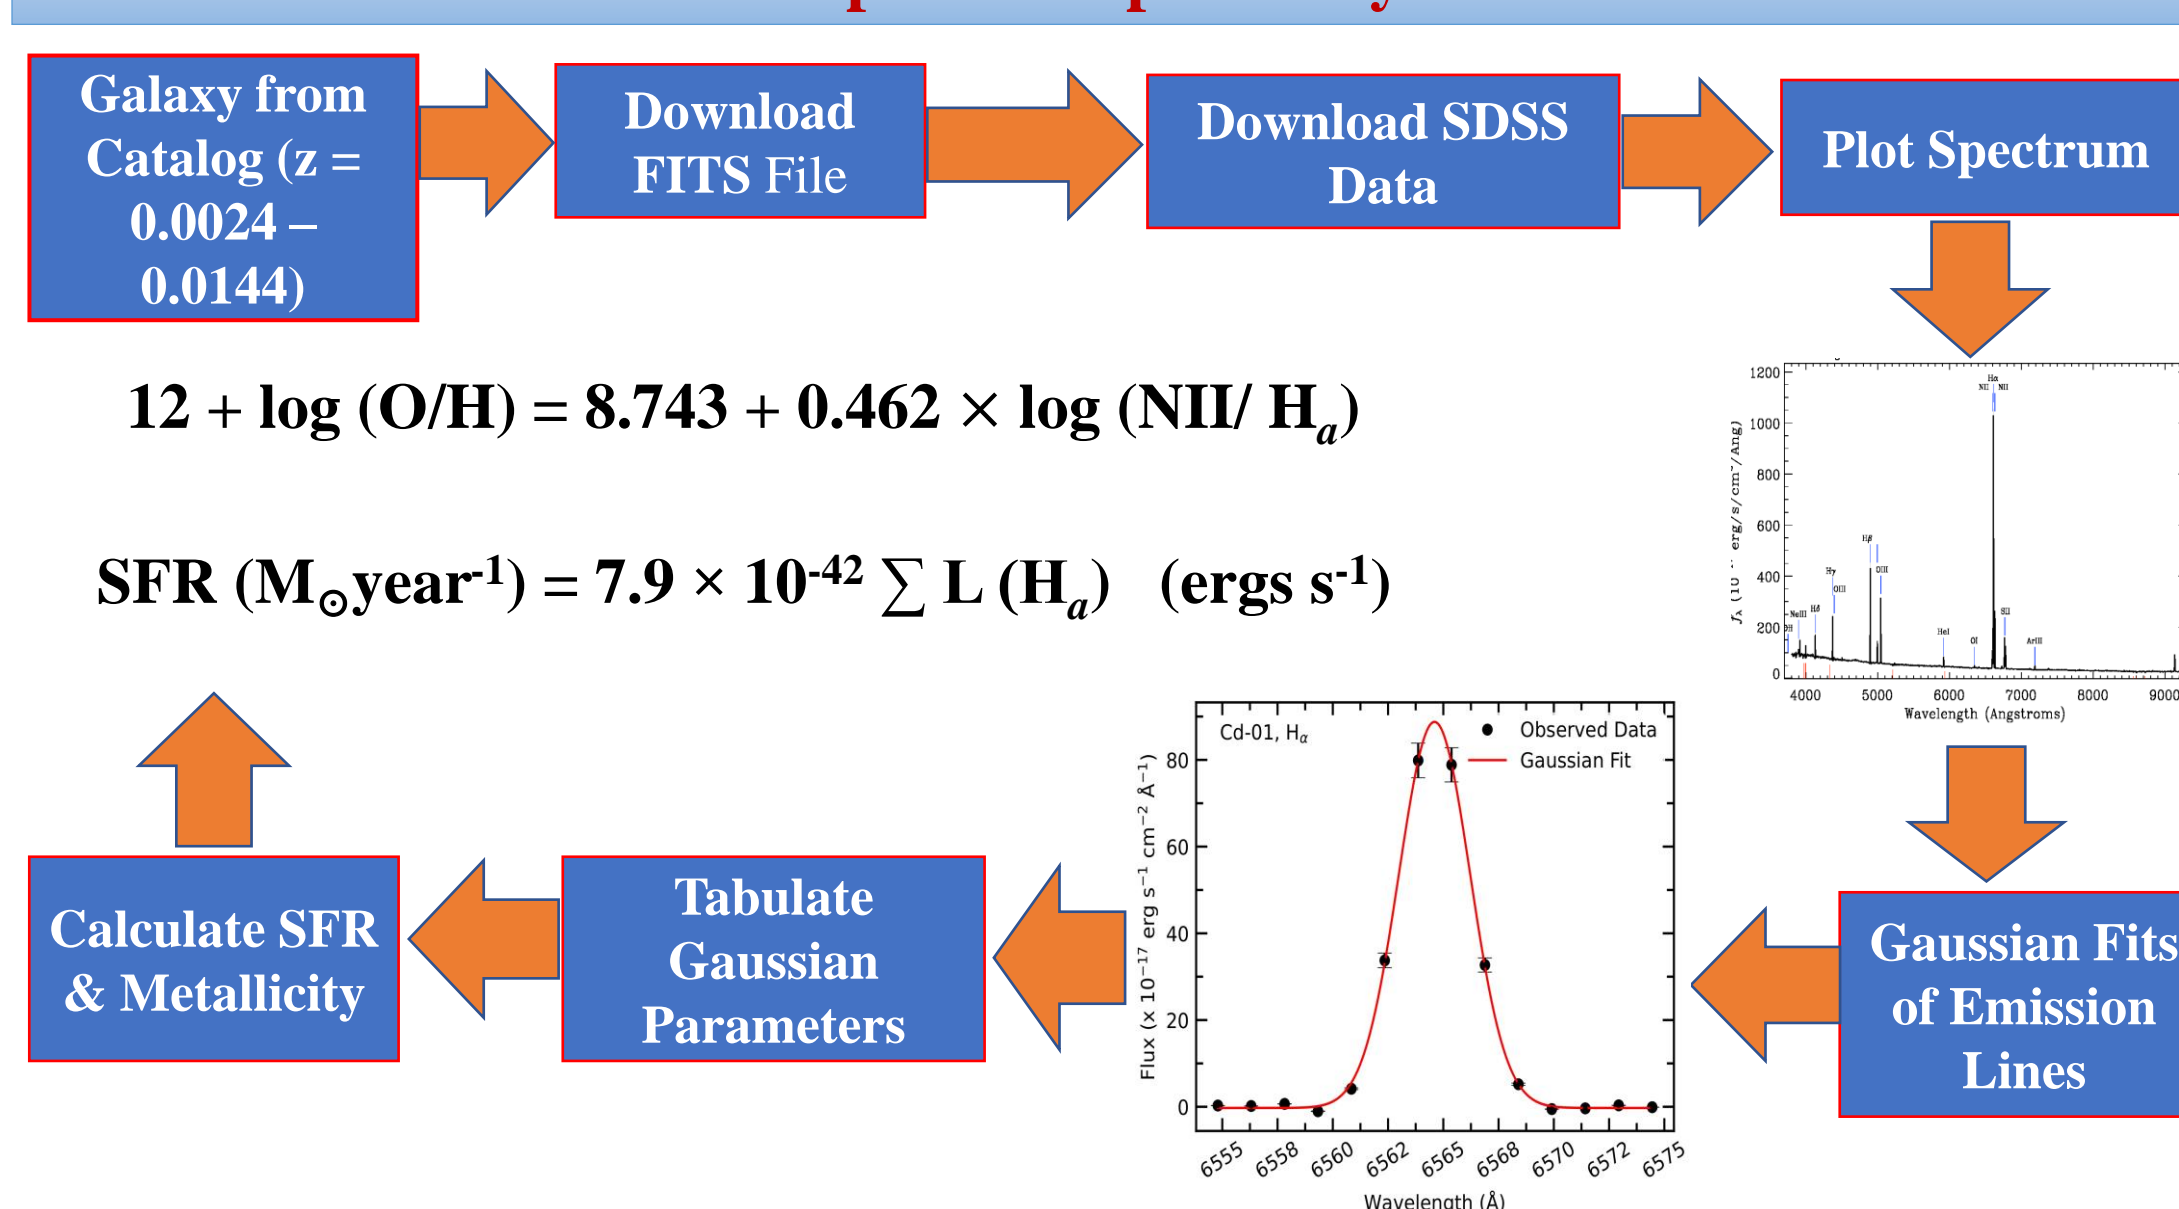 Galaxy from
Catalog (z =
0.0024 –
0.0144)
Download
FITS File
Download SDSS
Data
Plot Spectrum
12 + log (O/H) = 8.743 + 0.462 × log (NII/ Hₐ)
SFR (M☉year⁻¹) = 7.9 × 10⁻⁴² ∑ L (Hₐ) (ergs s⁻¹)
1200
1000
800
600
400
200
0
Hα
NII NII
Hβ
OIII
Hγ
OIII
Hδ
NeIII
HeI
OI
SII
ArIII
4000 5000 6000 7000 8000 9000
Wavelength (Angstroms)
Cd-01, Hα
Observed Data
Gaussian Fit
Flux (x 10⁻¹⁷ erg s⁻¹ cm⁻² Å⁻¹)
80
60
40
20
0
6555 6558 6560 6562 6565 6568 6570 6572 6575
Wavelength (Å)
Gaussian Fits
of Emission
Lines
Tabulate
Gaussian
Parameters
Calculate SFR
& Metallicity